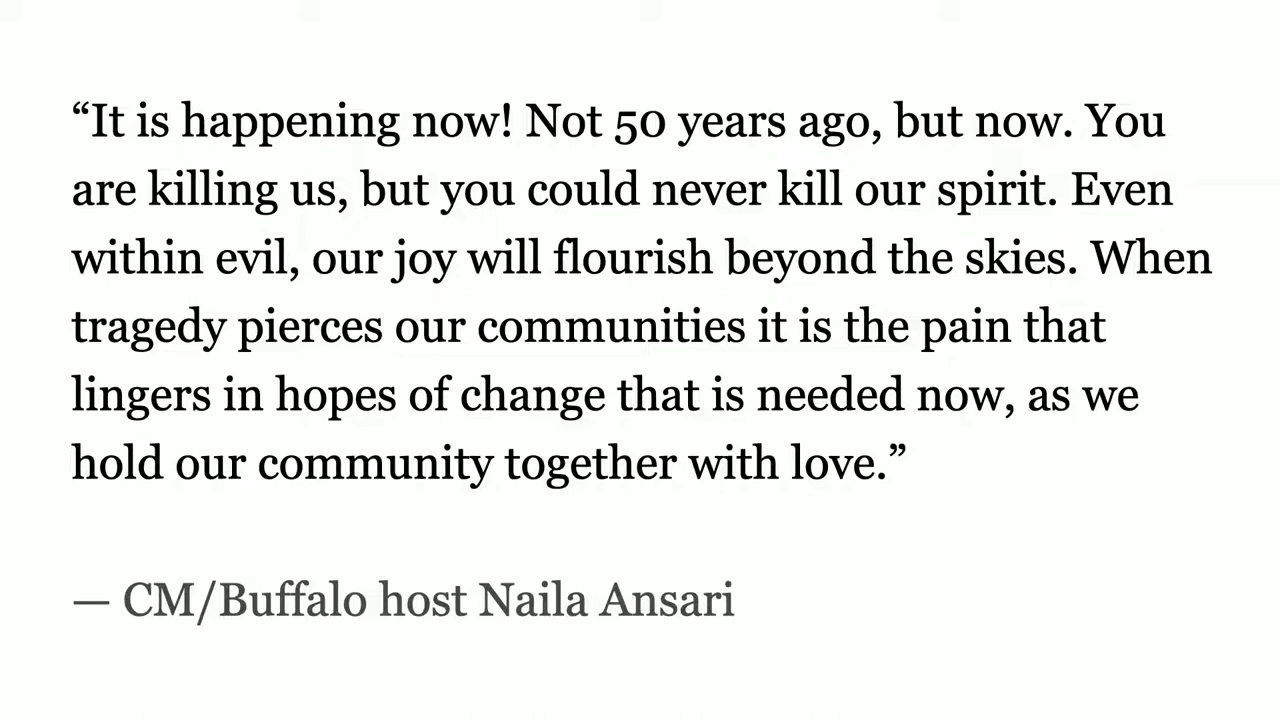 “It is happening now! Not 50 years ago, but now. You
are killing us, but you could never kill our spirit. Even
within evil, our joy will flourish beyond the skies. When
tragedy pierces our communities it is the pain that
lingers in hopes of change that is needed now, as we
hold our community together with love.”
— CM/Buffalo host Naila Ansari